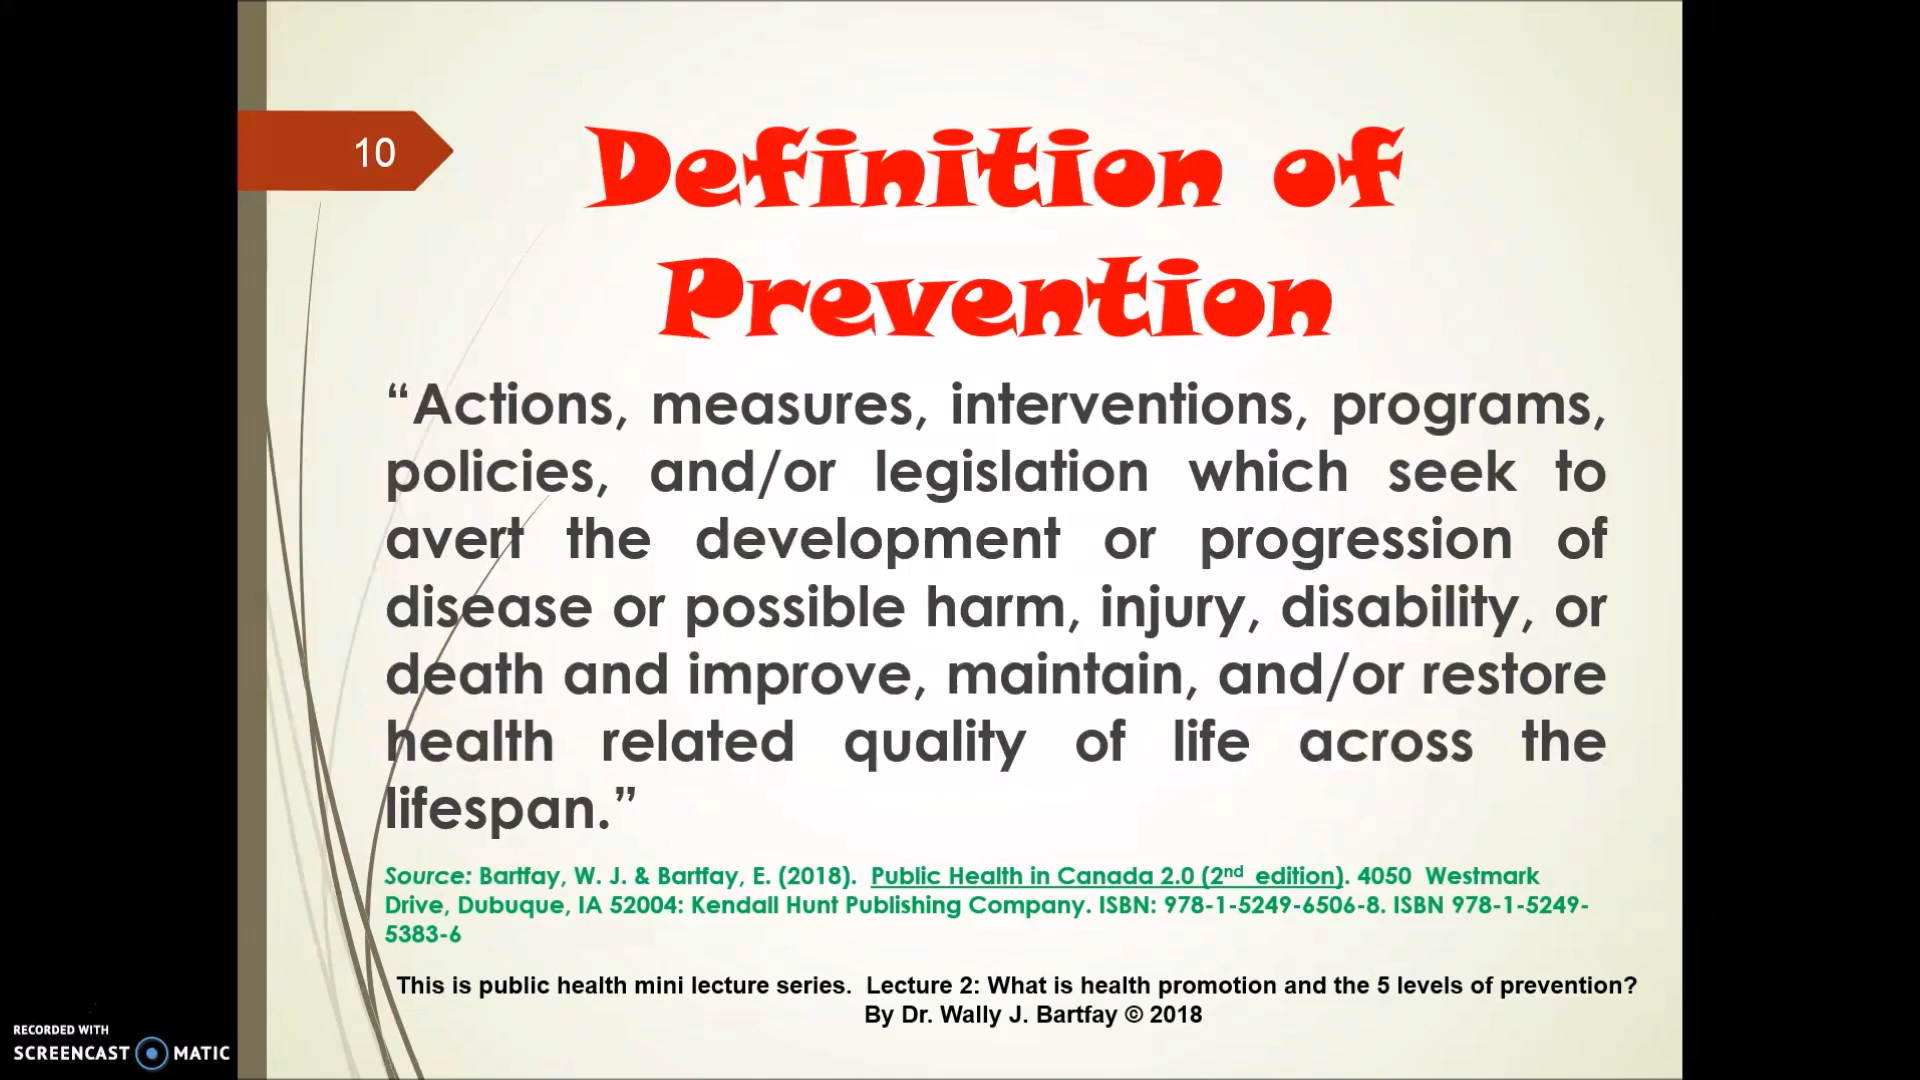 10
Definition of
Prevention
“Actions, measures, interventions, programs,
policies, and/or legislation which seek to
avert the development or progression of
disease or possible harm, injury, disability, or
death and improve, maintain, and/or restore
health related quality of life across the
lifespan.”
Source: Bartfay, W. J. & Bartfay, E. (2018). Public Health in Canada 2.0 (2nd edition). 4050 Westmark
Drive, Dubuque, IA 52004: Kendall Hunt Publishing Company. ISBN: 978-1-5249-6506-8. ISBN 978-1-5249-
5383-6
This is public health mini lecture series. Lecture 2: What is health promotion and the 5 levels of prevention?
By Dr. Wally J. Bartfay © 2018
RECORDED WITH
SCREENCAST MATIC